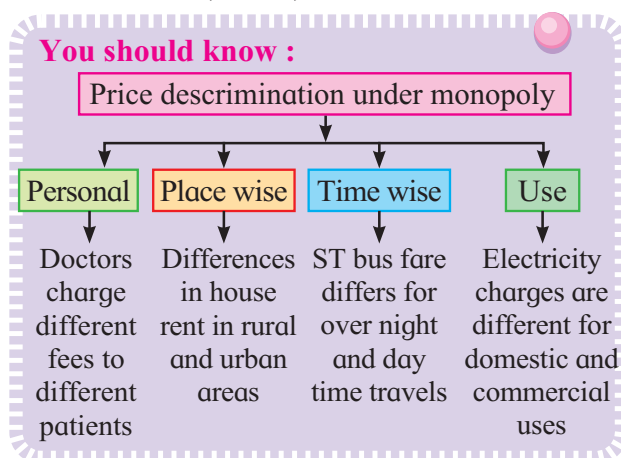 You should know :
Price discrimination under monopoly
Personal
Place wise
Time wise
Use
Doctors
charge
different
fees to
different
patients
Differences
in house
rent in rural
and urban
areas
ST bus fare
differs for
over night
and day
time travels
Electricity
charges are
different for
domestic and
commercial
uses